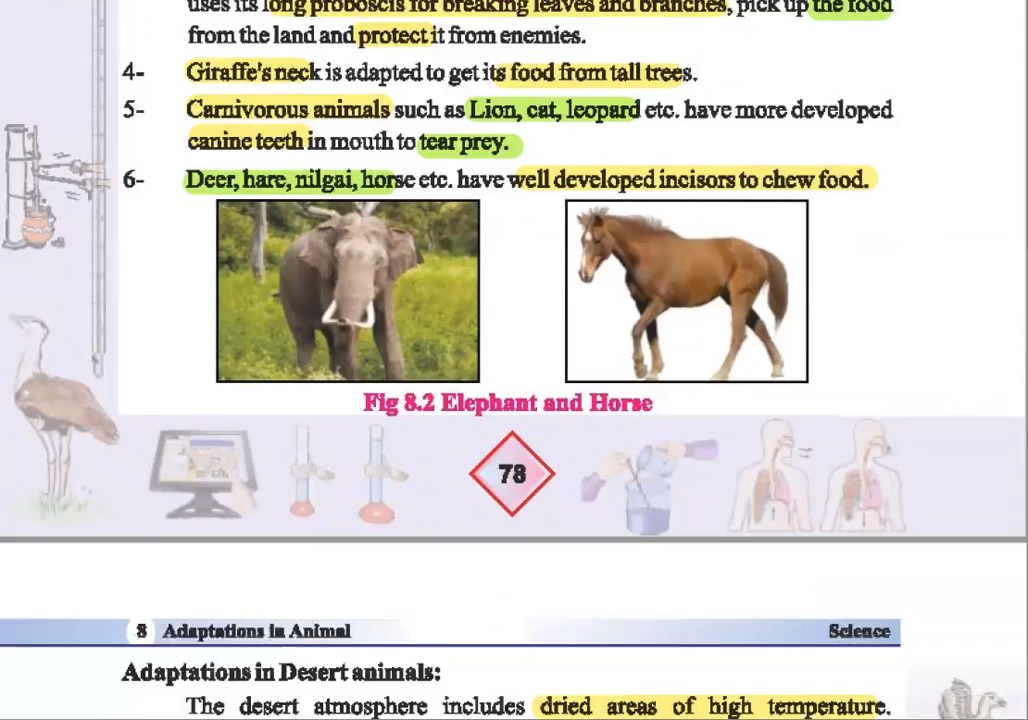 uses its long proboscis for breaking leaves and branches, pick up the food
from the land and protect it from enemies.
4- Giraffe's neck is adapted to get its food from tall trees.
5- Carnivorous animals such as Lion, cat, leopard etc. have more developed
canine teeth in mouth to tear prey.
6- Deer, hare, nilgai, horse etc. have well developed incisors to chew food.
Fig 8.2 Elephant and Horse
78
8 Adaptations in Animal Science
Adaptations in Desert animals:
The desert atmosphere includes dried areas of high temperature.